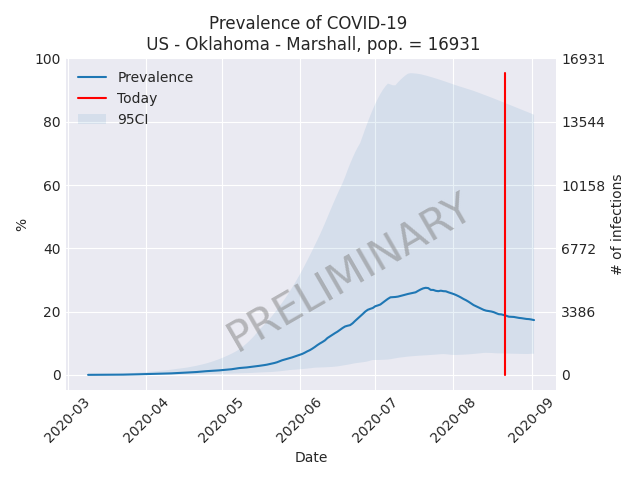 Prevalence of COVID-19
US - Oklahoma - Marshall, pop. = 16931
100
80
60
40
20
0
%
16931
13544
10158
6772
3386
0
# of infections
Prevalence
Today
95CI
PRELIMINARY
2020-03
2020-04
2020-05
2020-06
2020-07
2020-08
2020-09
Date